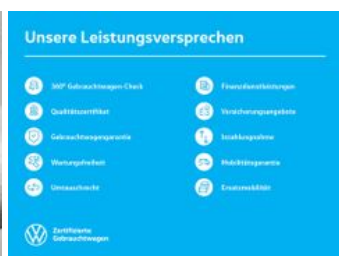 Unsere Leistungsversprechen
360° Gebrauchtwagen-Check
Qualitätszertifikat
Gebrauchtwagengarantie
Wartungsfreiheit
Umtauschrecht
Finanzdienstleistungen
Versicherungsangebote
Inzahlungnahme
Mobilitätsgarantie
Ersatzmobilität
Zertifizierte
Gebrauchtwagen